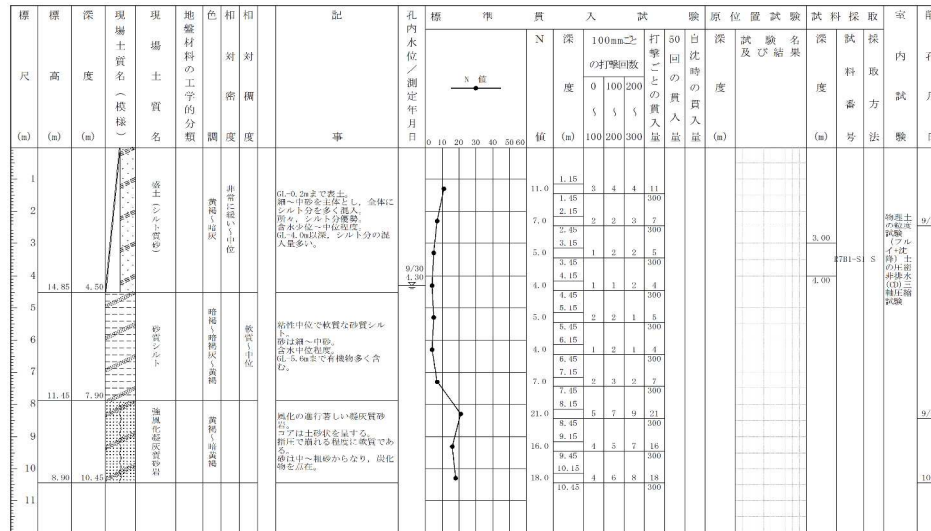 標尺(m)
標高(m)
深度(m)
現場土質名(模様)
現場土質名
地盤材料の工学的分類
色調
相対密度
相対稠度
記事
孔内水位/測定年月日
標準貫入試験
N 値
0 10 20 30 40 50 60
N値
深度(m)
100mmごとの打撃回数
0〜100
100〜200
200〜300
打撃ごとの貫入量
50回の貫入量
自沈時の貫入量
原位置試験
深度(m)
試験名及び結果
試料採取
深度(m)
試料番号
採取方法
室内試験
削孔
1
2
3
4
5
6
7
8
9
10
11
14.85 4.50
盛土(シルト質砂)
黄褐〜暗灰
非常に緩い〜中位
GL-0.2mまで表土。
細〜中砂を主体とし、全体に
シルト分を多く混入。
所々、シルト分優勢。
含水少位〜中位程度。
GL-4.0m以深、シルト分の混
入量多い。
9/30
4.30
11.45 7.90
砂質シルト
暗褐〜暗褐灰〜黄褐
軟質〜中位
粘性中位で軟質な砂質シル
ト。
砂は細〜中砂。
含水中位程度。
GL-5.6mまで有機物多く含
む。
8.90 10.45
強風化凝灰質砂岩
黄褐〜暗黄褐
風化の進行著しい凝灰質砂
岩。
コアは土砂状を呈する。
指圧で崩れる程度に軟質であ
る。
砂は中〜粗砂からなり，炭化
物を点在。
11.0 1.15 1.45 3 4 4 11 300
7.0 2.15 2.45 2 2 3 7 300
5.0 3.15 3.45 1 2 2 5 300
4.0 4.15 4.45 1 1 2 4 300
5.0 5.15 5.45 2 2 1 5 300
4.0 6.15 6.45 1 2 1 4 300
7.0 7.15 7.45 2 3 2 7 300
21.0 8.15 8.45 5 7 9 21 300
16.0 9.15 9.45 4 5 7 16 300
18.0 10.15 10.45 4 6 8 18 300
3.00
4.00
S
物理土
の粒度
試験
(フル
イ+沈
降)土
の圧密
非排水
三
軸圧縮
試験
9/
9/
10